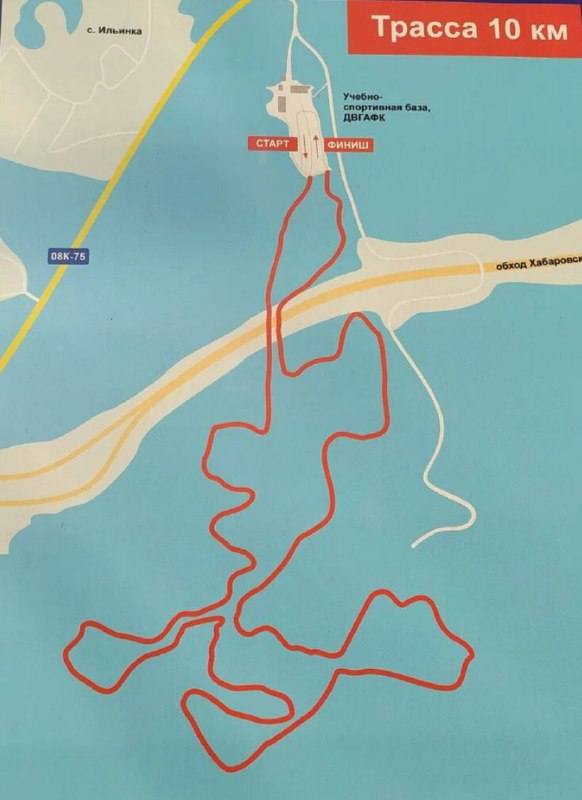 Трасса 10 км
с. Ильинка
Учебно-
спортивная база,
ДВГАФК
СТАРТ
ФИНИШ
08К-75
обход Хабаровск